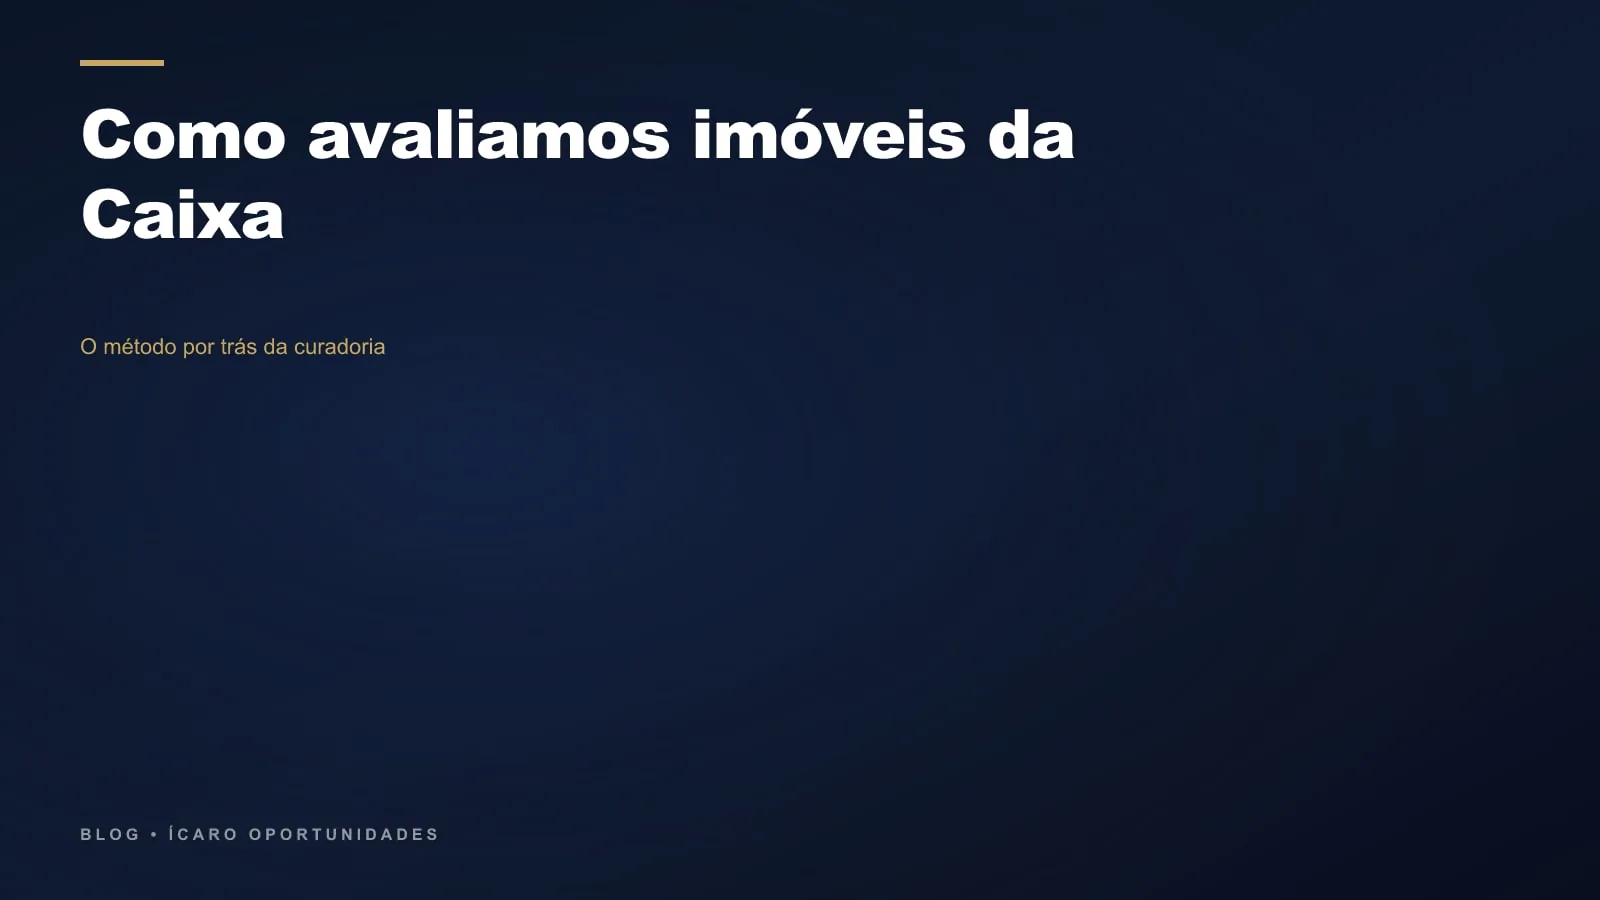 Como avaliamos imóveis da
Caixa
O método por trás da curadoria
BLOG • ÍCARO OPORTUNIDADES